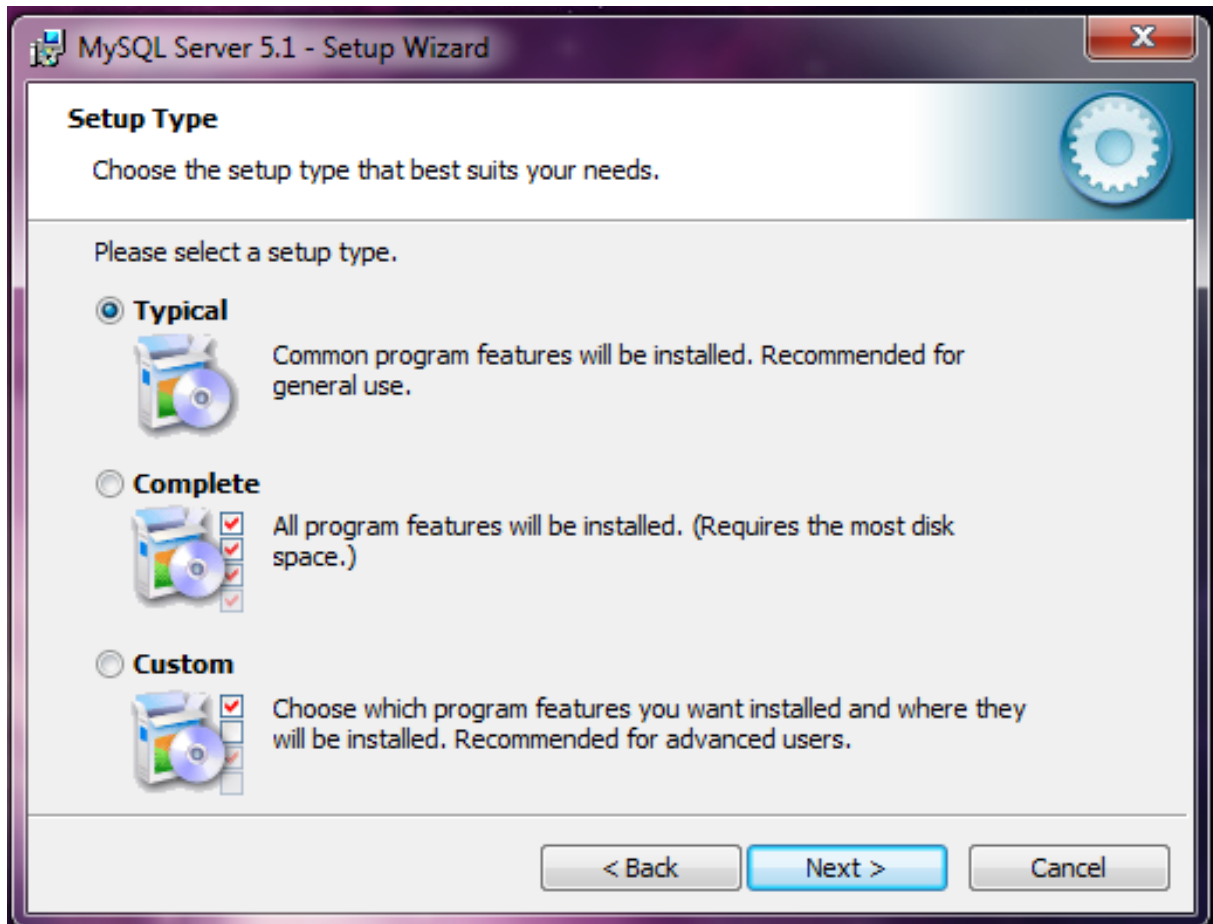 MySQL Server 5.1 - Setup Wizard
X
Setup Type
Choose the setup type that best suits your needs.
Please select a setup type.
Typical
Common program features will be installed. Recommended for
general use.
Complete
All program features will be installed. (Requires the most disk
space.)
Custom
Choose which program features you want installed and where they
will be installed. Recommended for advanced users.
< Back
Next >
Cancel